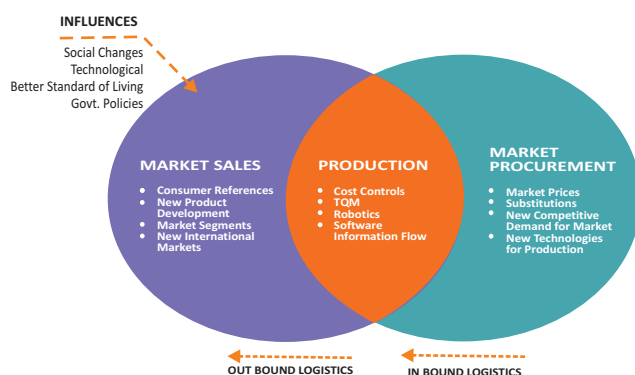 INFLUENCES
Social Changes
Technological
Better Standard of Living
Govt. Policies
MARKET SALES
• Consumer References
• New Product
Development
• Market Segments
• New International
Markets
PRODUCTION
• Cost Controls
• TQM
• Robotics
• Software
Information Flow
MARKET
PROCUREMENT
• Market Prices
• Substitutions
• New Competitive
Demand for Market
• New Technologies
for Production
OUT BOUND LOGISTICS
IN BOUND LOGISTICS